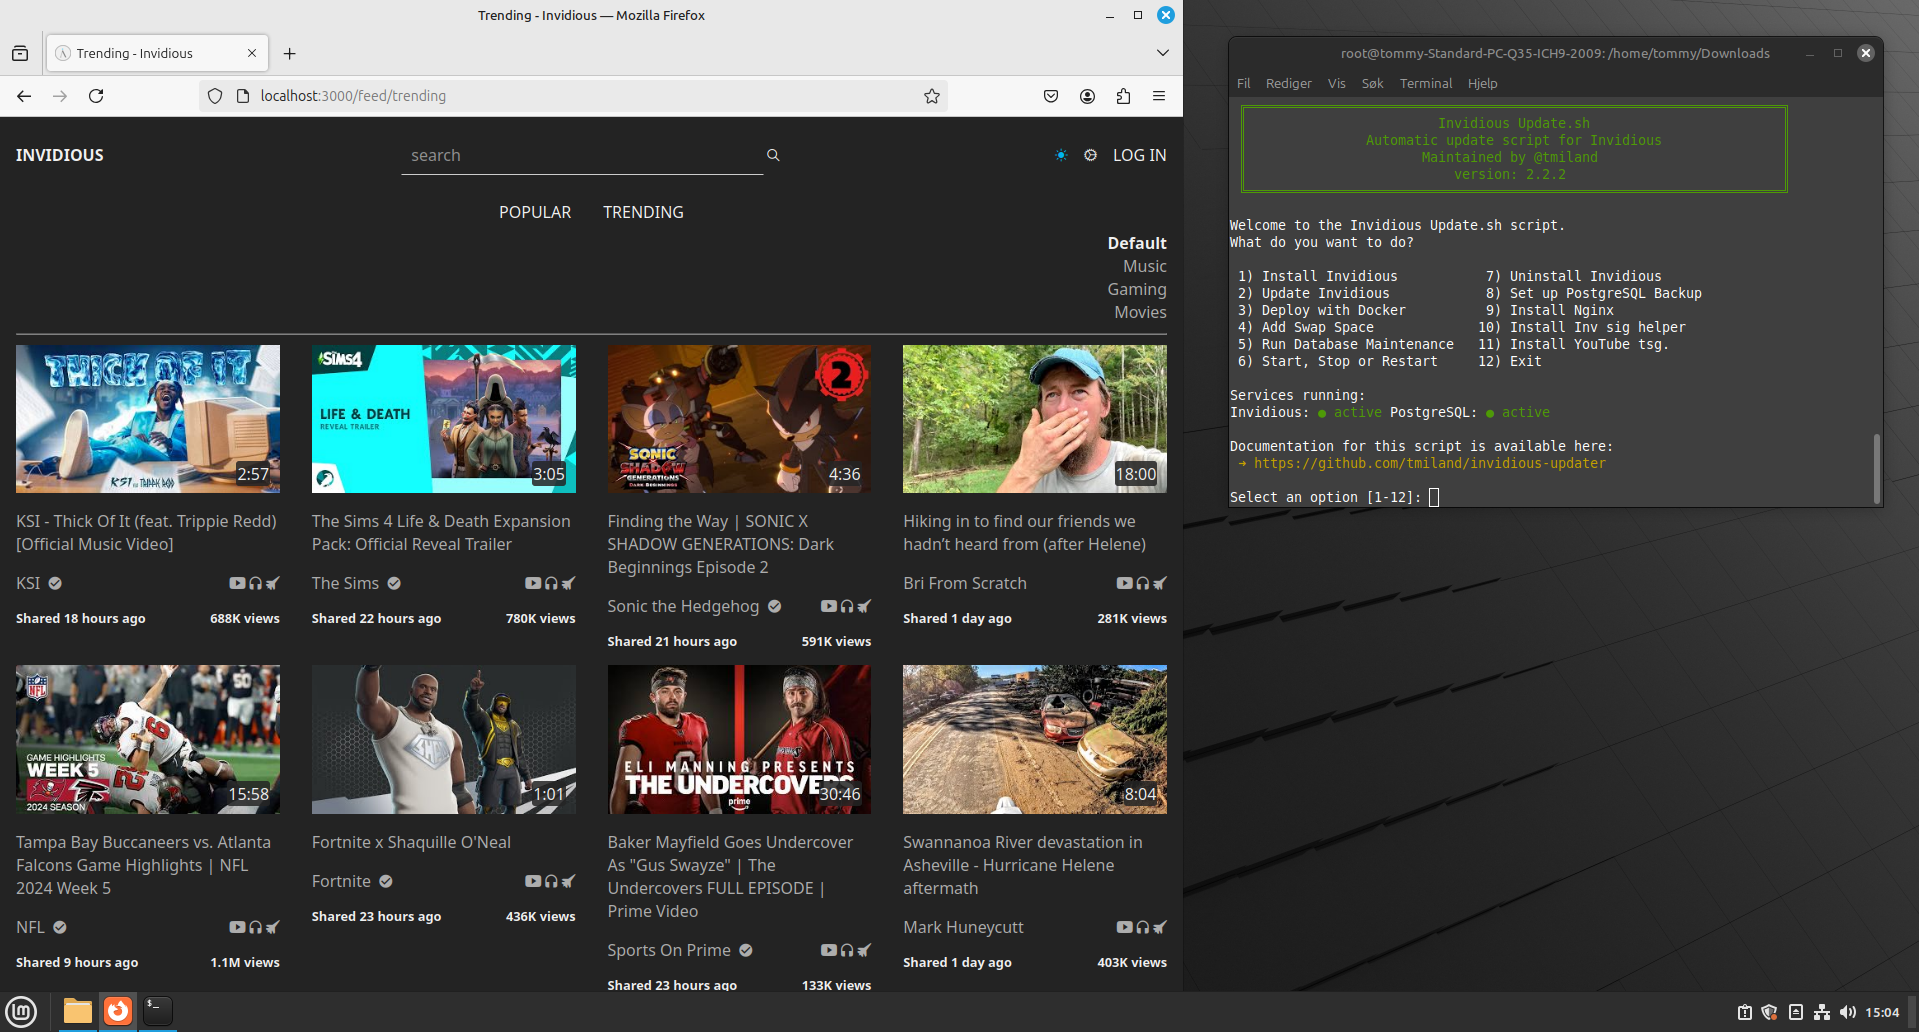 Trending - Invidious — Mozilla Firefox
Trending - Invidious
localhost:3000/feed/trending
INVIDIOUS
search
LOG IN
POPULAR TRENDING
Default
Music
Gaming
Movies
THICK OF IT
KSI
2:57
KSI - Thick Of It (feat. Trippie Redd)
[Official Music Video]
KSI
Shared 18 hours ago 688K views
SIMS4
LIFE & DEATH
REVEAL TRAILER
3:05
The Sims 4 Life & Death Expansion
Pack: Official Reveal Trailer
The Sims
Shared 22 hours ago 780K views
2
SONIC
SHADOW
GENERATIONS
DARK BEGINNINGS
4:36
Finding the Way | SONIC X
SHADOW GENERATIONS: Dark
Beginnings Episode 2
Sonic the Hedgehog
Shared 21 hours ago 591K views
18:00
Hiking in to find our friends we
hadn’t heard from (after Helene)
Bri From Scratch
Shared 1 day ago 281K views
NFL
GAME HIGHLIGHTS
WEEK 5
2024 SEASON
15:58
Tampa Bay Buccaneers vs. Atlanta
Falcons Game Highlights | NFL
2024 Week 5
NFL
Shared 9 hours ago 1.1M views
1:01
Fortnite x Shaquille O'Neal
Fortnite
Shared 23 hours ago 436K views
ELI MANNING PRESENTS
THE UNDERCOVERS
prime
30:46
Baker Mayfield Goes Undercover
As "Gus Swayze" | The
Undercovers FULL EPISODE |
Prime Video
Sports On Prime
Shared 23 hours ago 133K views
8:04
Swannanoa River devastation in
Asheville - Hurricane Helene
aftermath
Mark Huneycutt
Shared 1 day ago 403K views
root@tommy-Standard-PC-Q35-ICH9-2009: /home/tommy/Downloads
Fil Rediger Vis Søk Terminal Hjelp
Invidious Update.sh
Automatic update script for Invidious
Maintained by @tmiland
version: 2.2.2
Welcome to the Invidious Update.sh script.
What do you want to do?
1) Install Invidious 7) Uninstall Invidious
2) Update Invidious 8) Set up PostgreSQL Backup
3) Deploy with Docker 9) Install Nginx
4) Add Swap Space 10) Install Inv sig helper
5) Run Database Maintenance 11) Install YouTube tsg.
6) Start, Stop or Restart 12) Exit
Services running:
Invidious: ● active PostgreSQL: ● active
Documentation for this script is available here:
➜ https://github.com/tmiland/invidious-updater
Select an option [1-12]:
15:04